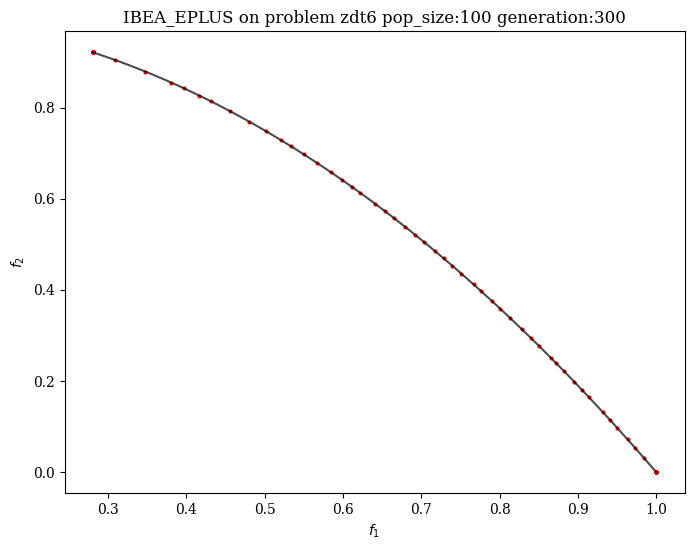 IBEA_EPLUS on problem zdt6 pop_size:100 generation:300
0.8
0.6
0.4
0.2
0.0
f₂
0.3 0.4 0.5 0.6 0.7 0.8 0.9 1.0
f₁